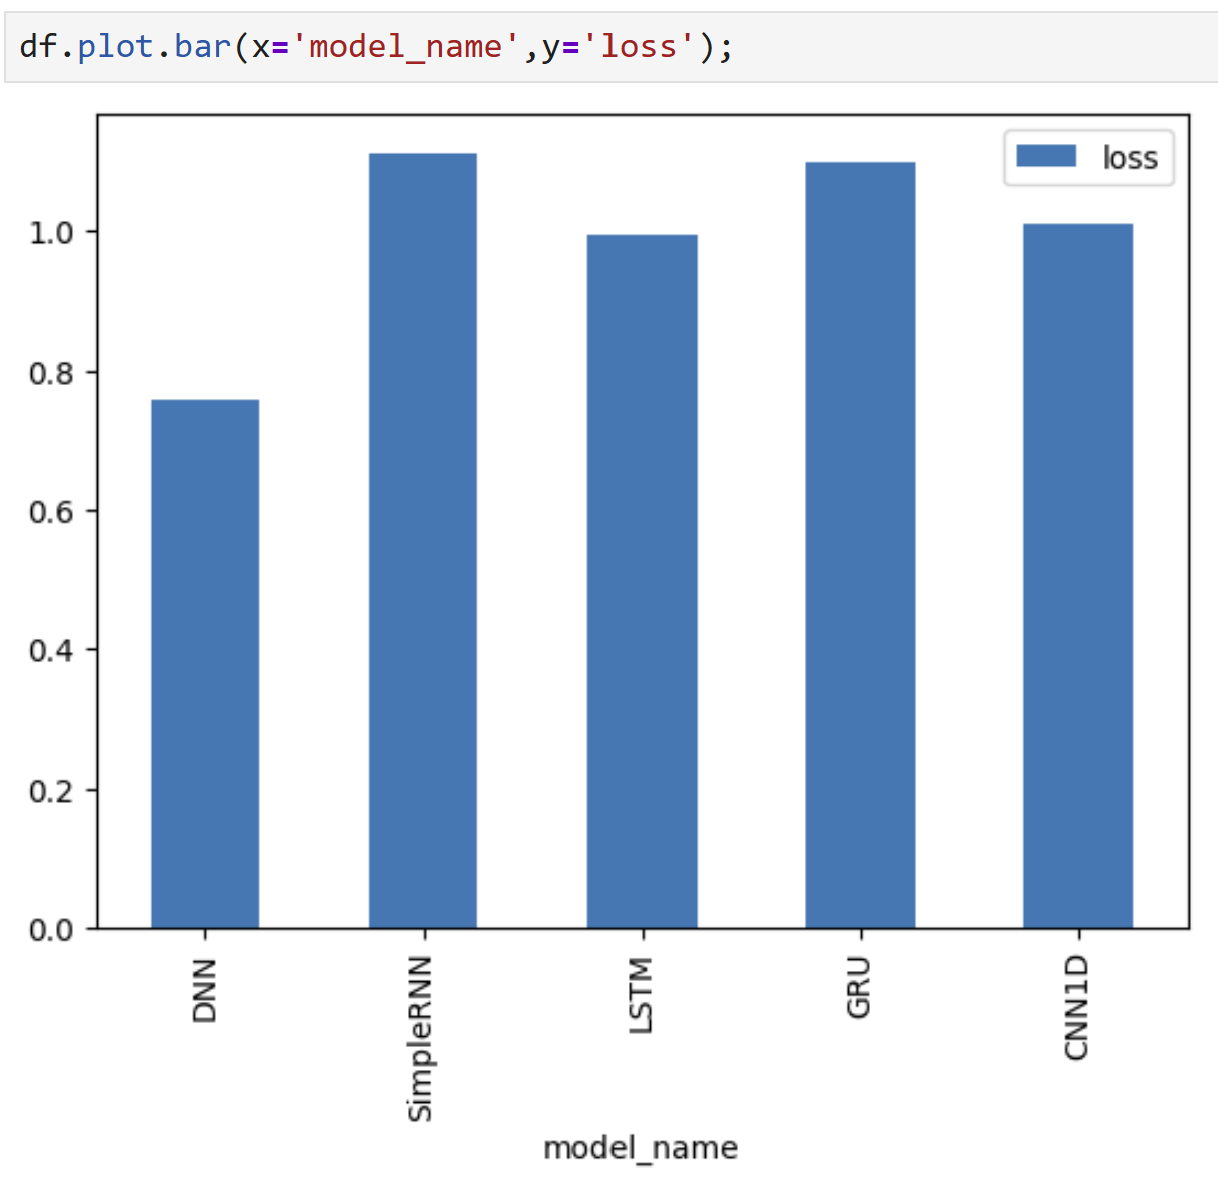 df.plot.bar(x='model_name',y='loss');
loss
1.0
0.8
0.6
0.4
0.2
0.0
DNN
SimpleRNN
LSTM
GRU
CNN1D
model_name